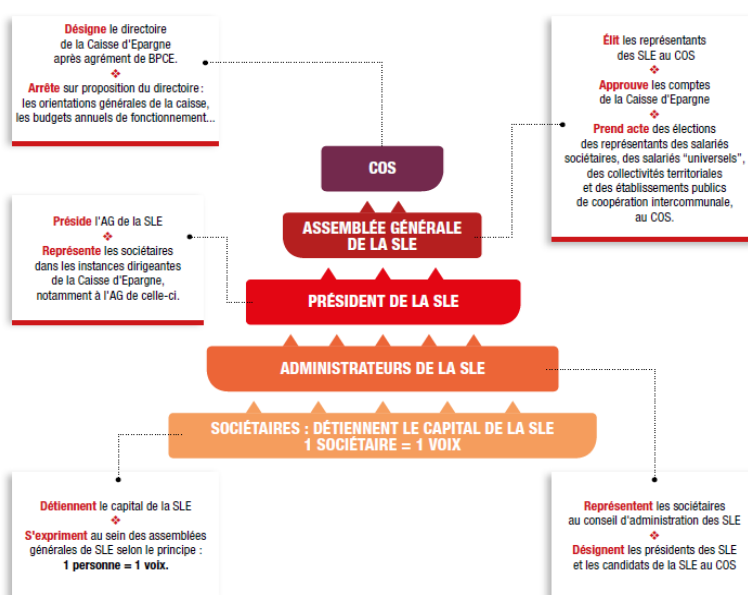 Désigne le directoire
de la Caisse d'Epargne
après agrément de BPCE.
Arrête sur proposition du directoire :
les orientations générales de la caisse,
les budgets annuels de fonctionnement...
Élit les représentants
des SLE au COS
Approuve les comptes
de la Caisse d'Epargne
Prend acte des élections
des représentants des salariés
sociétaires, des salariés "universels",
des collectivités territoriales
et des établissements publics
de coopération intercommunale,
au COS.
COS
ASSEMBLÉE GÉNÉRALE
DE LA SLE
Préside l'AG de la SLE
Représente les sociétaires
dans les instances dirigeantes
de la Caisse d'Epargne,
notamment à l'AG de celle-ci.
PRÉSIDENT DE LA SLE
ADMINISTRATEURS DE LA SLE
SOCIÉTAIRES : DÉTIENNENT LE CAPITAL DE LA SLE
1 SOCIÉTAIRE = 1 VOIX
Détiennent le capital de la SLE
S'expriment au sein des assemblées
générales de SLE selon le principe :
1 personne = 1 voix.
Représentent les sociétaires
au conseil d'administration des SLE
Désignent les présidents des SLE
et les candidats de la SLE au COS